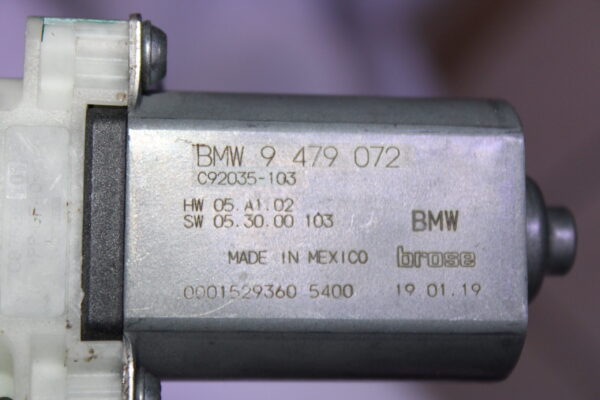 BMW 9 479 072
C92035-103
HW 05.A1.02
SW 05.30.00 103
BMW
MADE IN MEXICO brose
0001529360 5400 19.01.19